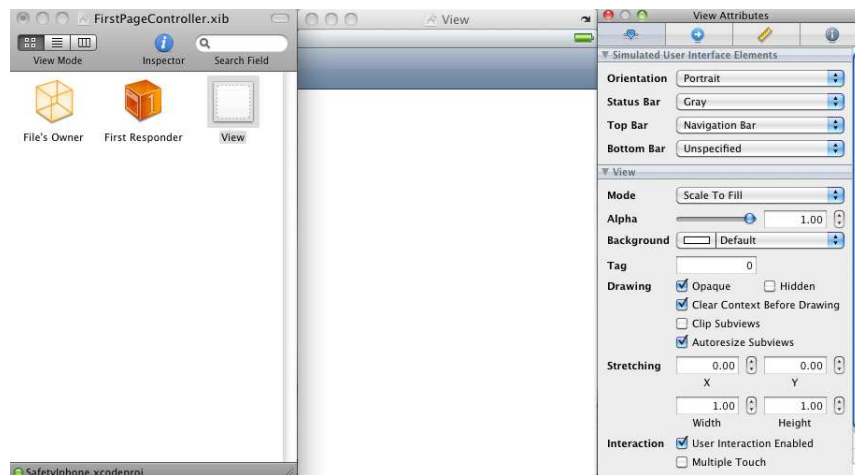 FirstPageController.xib
View Mode
Inspector
Search Field
File's Owner
First Responder
View
SafetyIphone.xcodeproj
View
View Attributes
Simulated User Interface Elements
Orientation Portrait
Status Bar Gray
Top Bar Navigation Bar
Bottom Bar Unspecified
View
Mode Scale To Fill
Alpha 1.00
Background Default
Tag 0
Drawing Opaque Hidden
Clear Context Before Drawing
Clip Subviews
Autoresize Subviews
Stretching 0.00 0.00
X Y
1.00 1.00
Width Height
Interaction User Interaction Enabled
Multiple Touch